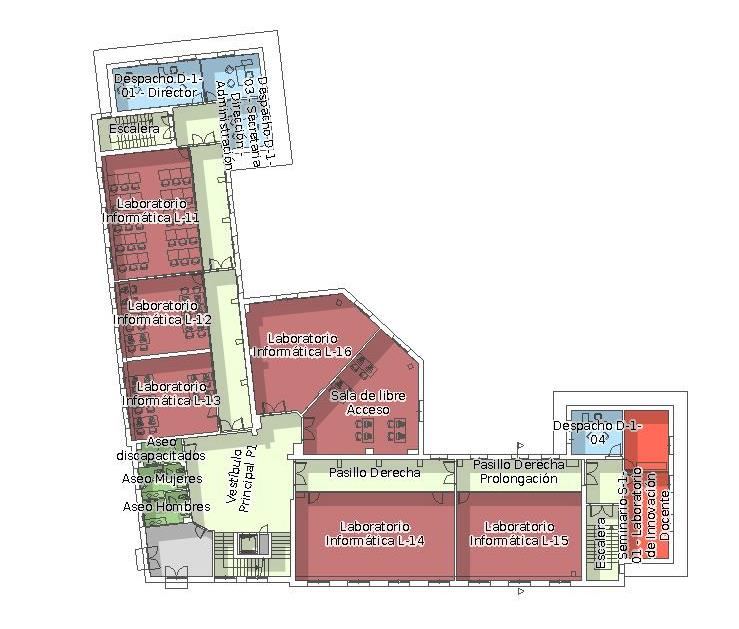 Despacho D-1-
01 - Director
Despacho D-1-
03 - Secretaria
Dirección -
Administración
Escalera
Laboratorio
Informática L-11
Laboratorio
Informática L-12
Laboratorio
Informática L-13
Laboratorio
Informática L-16
Sala de libre
Acceso
Aseo
discapacitados
Aseo Mujeres
Aseo Hombres
Vestíbulo
Principal P1
Pasillo Derecha
Pasillo Derecha
Prolongación
Laboratorio
Informática L-14
Laboratorio
Informática L-15
Despacho D-1-
04
Escalera
Seminario S-1-
01 - Laboratorio
de Innovación
Docente